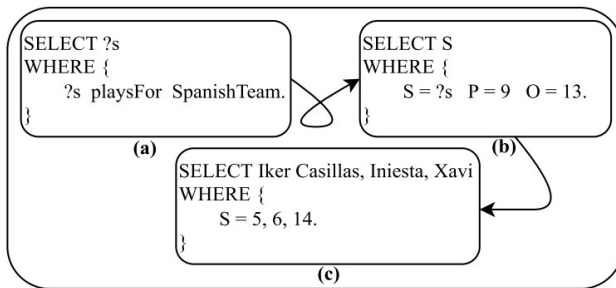 SELECT ?s
WHERE {
?s playsFor SpanishTeam.
}
(a)
SELECT S
WHERE {
S = ?s P = 9 O = 13.
}
(b)
SELECT Iker Casillas, Iniesta, Xavi
WHERE {
S = 5, 6, 14.
}
(c)